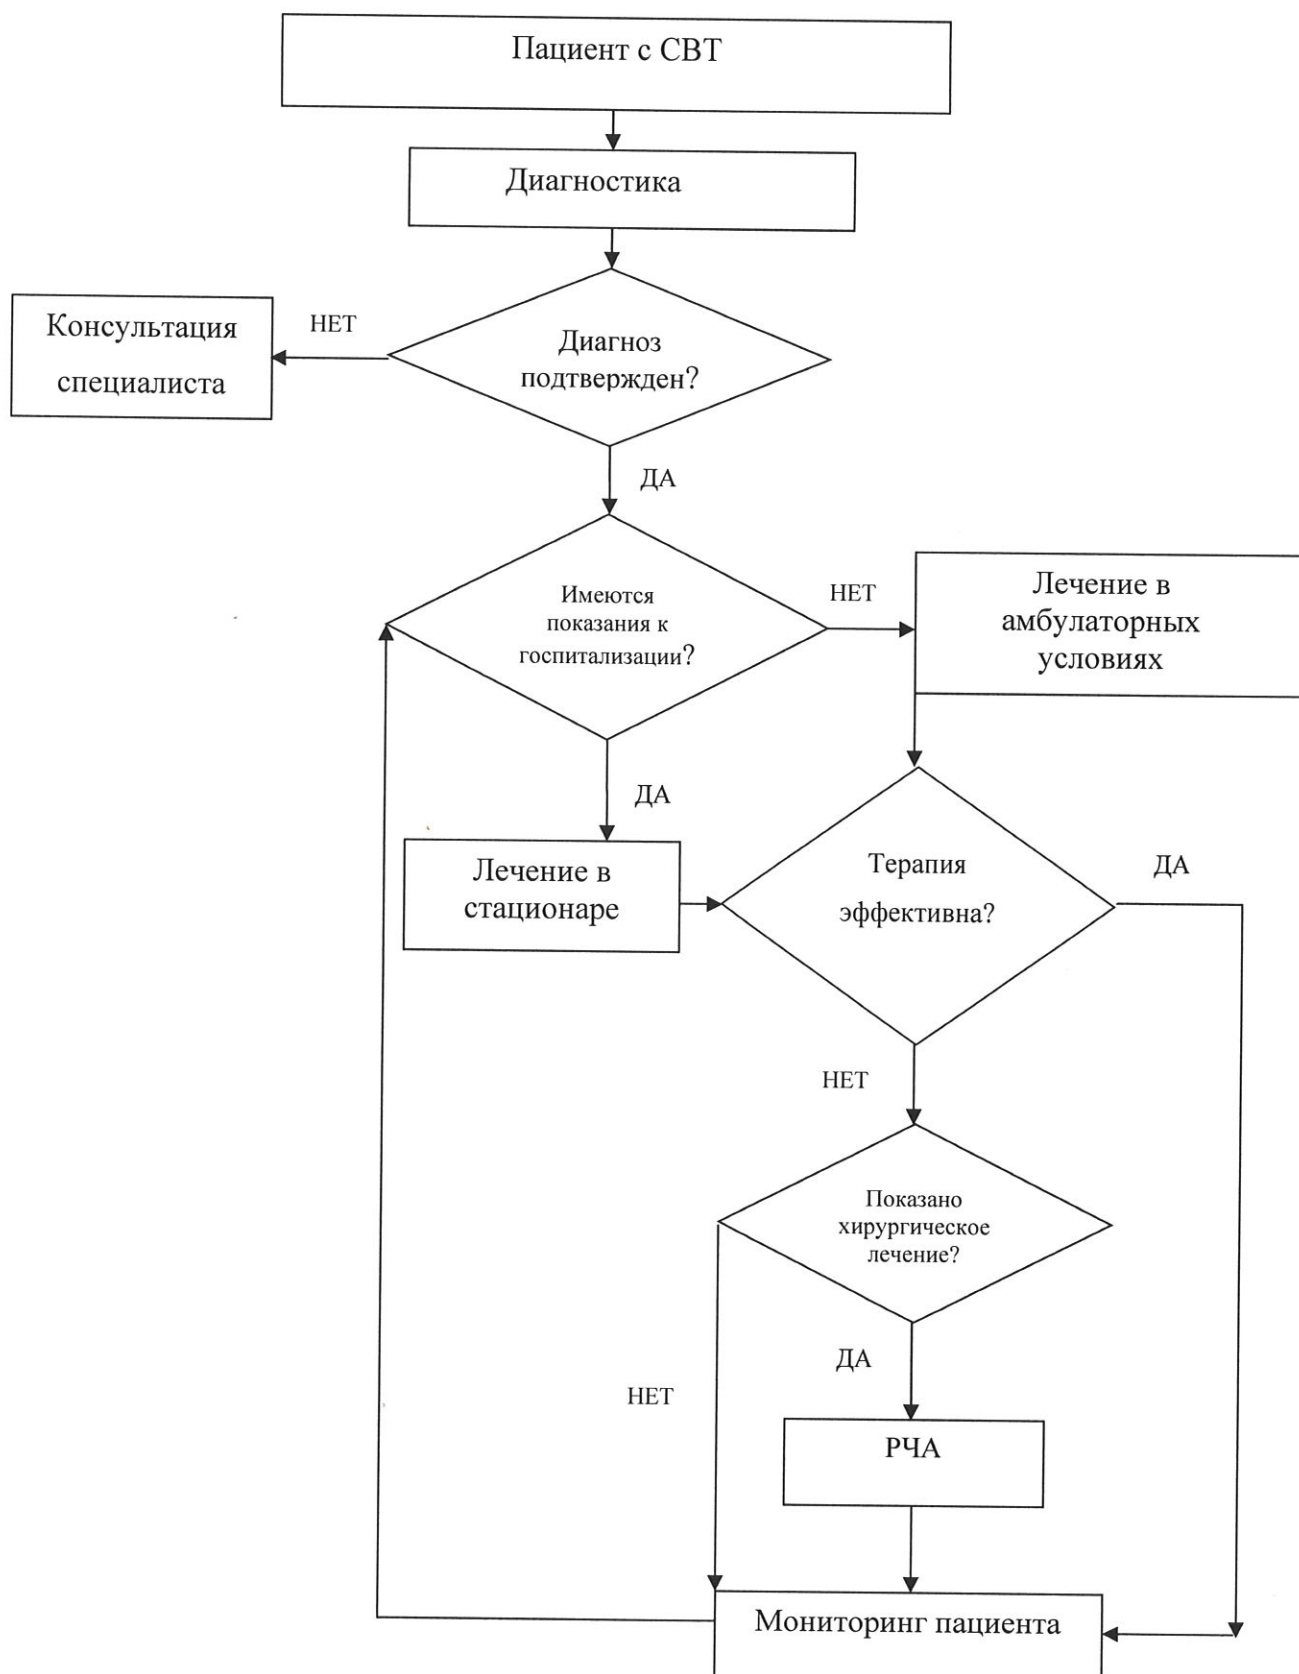 Пациент с СВТ
Диагностика
Консультация
специалиста
НЕТ
Диагноз
подтвержден?
ДА
Имеются
показания к
госпитализации?
НЕТ
Лечение в
амбулаторных
условиях
ДА
Лечение в
стационаре
Терапия
эффективна?
ДА
НЕТ
Показано
хирургическое
лечение?
ДА
НЕТ
РЧА
Мониторинг пациента